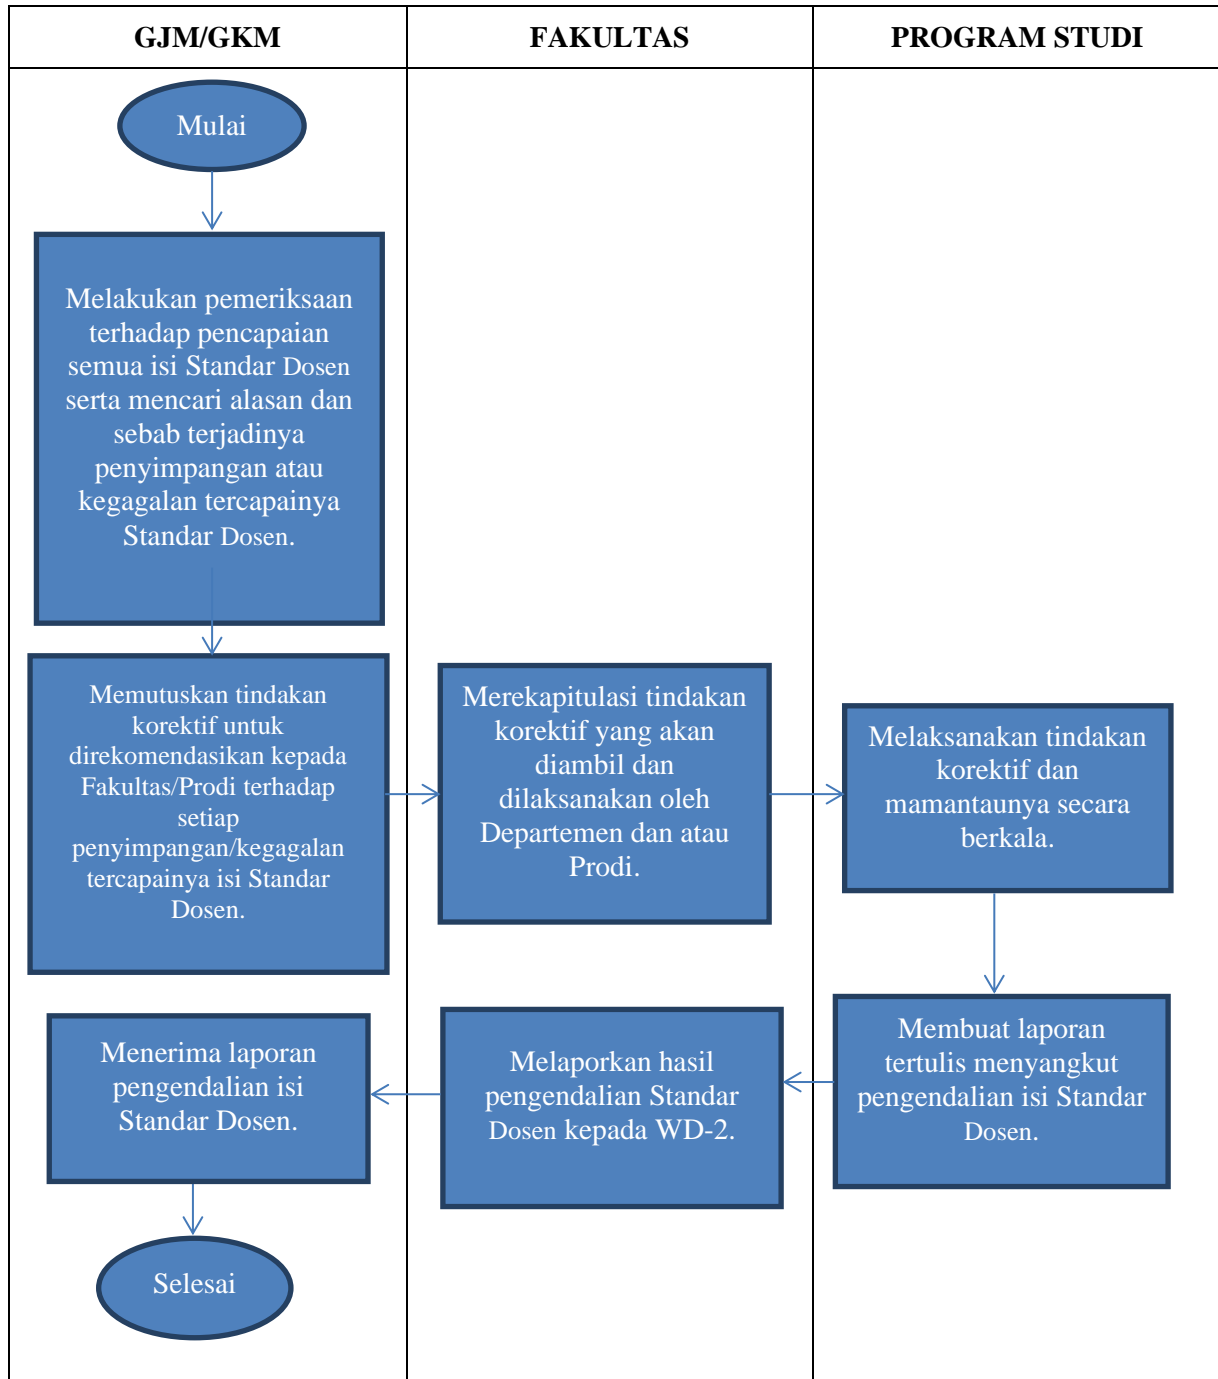 GJM/GKM
FAKULTAS
PROGRAM STUDI
Mulai
Melakukan pemeriksaan
terhadap pencapaian
semua isi Standar Dosen
serta mencari alasan dan
sebab terjadinya
penyimpangan atau
kegagalan tercapainya
Standar Dosen.
Memutuskan tindakan
korektif untuk
direkomendasikan kepada
Fakultas/Prodi terhadap
setiap
penyimpangan/kegagalan
tercapainya isi Standar
Dosen.
Merekapitulasi tindakan
korektif yang akan
diambil dan
dilaksanakan oleh
Departemen dan atau
Prodi.
Melaksanakan tindakan
korektif dan
mamantaunya secara
berkala.
Membuat laporan
tertulis menyangkut
pengendalian isi Standar
Dosen.
Melaporkan hasil
pengendalian Standar
Dosen kepada WD-2.
Menerima laporan
pengendalian isi
Standar Dosen.
Selesai